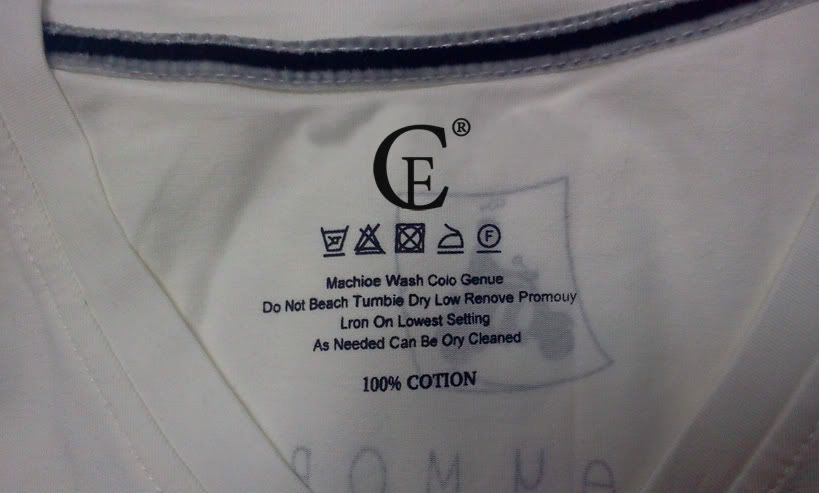 CE®
F
Machioe Wash Colo Genue
Do Not Beach Tumbie Dry Low Renove Promouy
Lron On Lowest Setting
As Needed Can Be Ory Cleaned
100% COTION